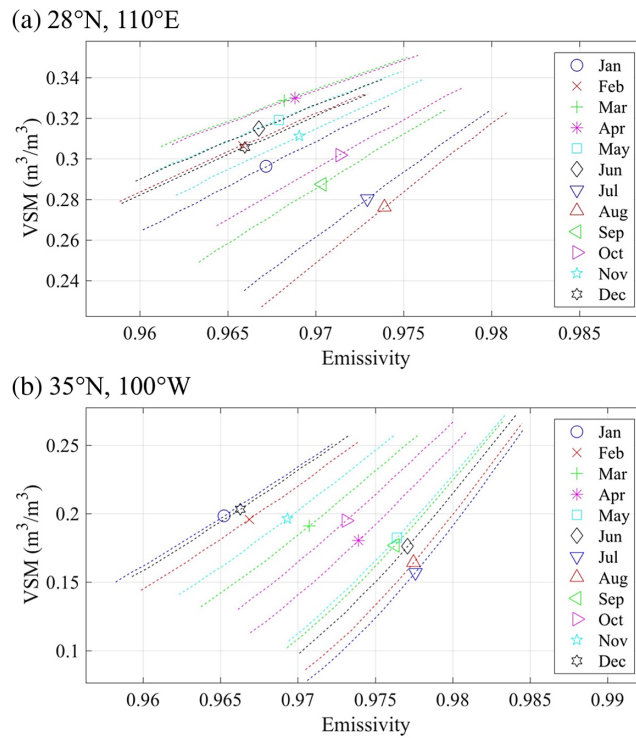 (a) 28°N, 110°E
0.34
0.32
0.3
0.28
0.26
0.24
VSM (m³/m³)
0.96 0.965 0.97 0.975 0.98 0.985
Emissivity
Jan
Feb
Mar
Apr
May
Jun
Jul
Aug
Sep
Oct
Nov
Dec
(b) 35°N, 100°W
0.25
0.2
0.15
0.1
VSM (m³/m³)
0.96 0.965 0.97 0.975 0.98 0.985 0.99
Emissivity
Jan
Feb
Mar
Apr
May
Jun
Jul
Aug
Sep
Oct
Nov
Dec